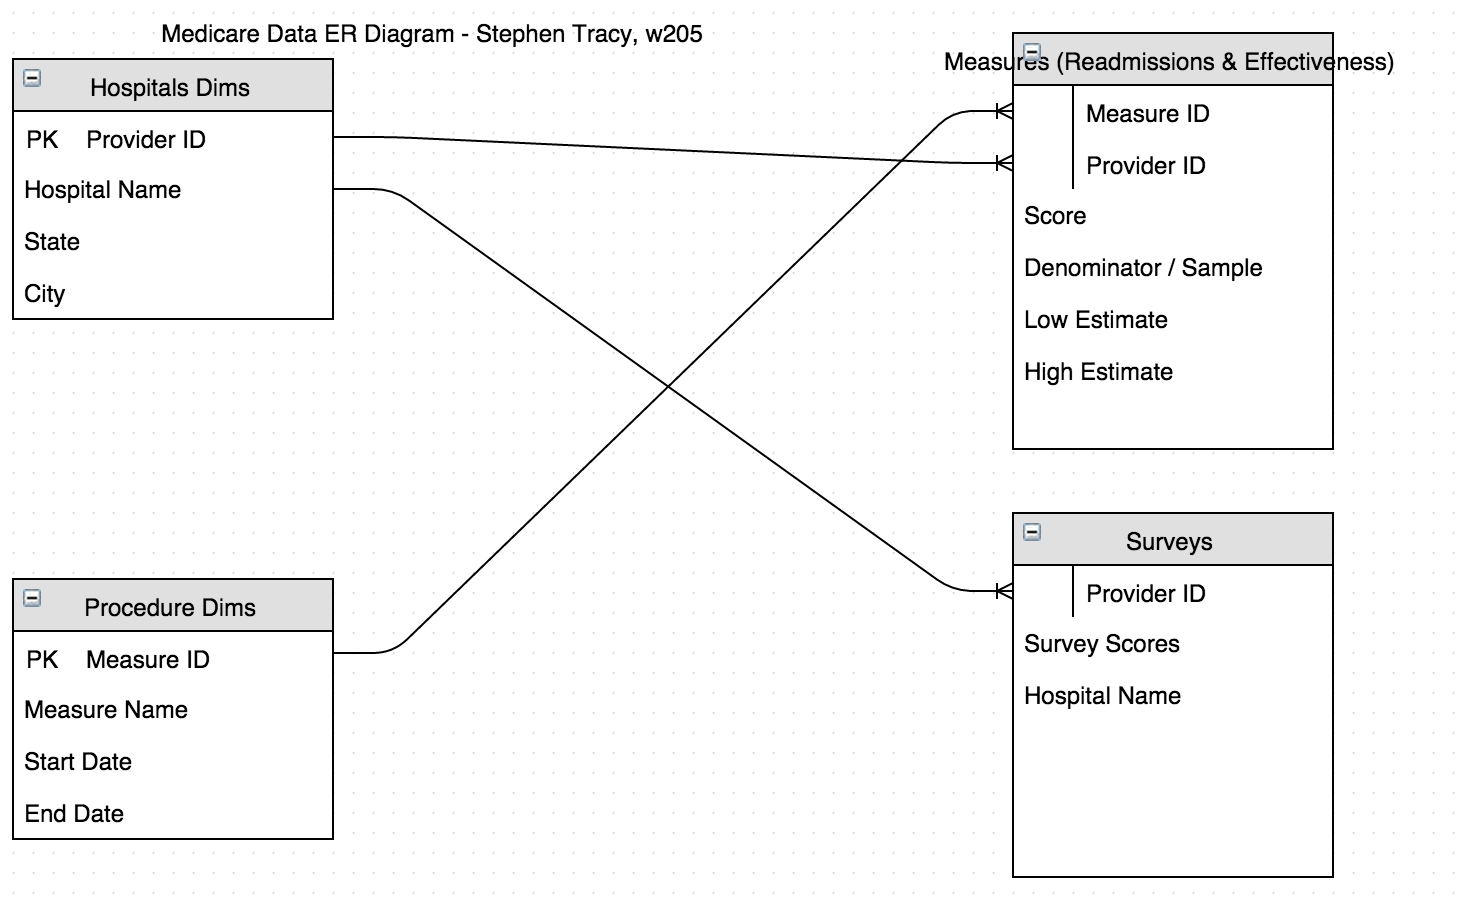 Medicare Data ER Diagram - Stephen Tracy, w205
Hospitals Dims
PK Provider ID
Hospital Name
State
City
Procedure Dims
PK Measure ID
Measure Name
Start Date
End Date
Measures (Readmissions & Effectiveness)
Measure ID
Provider ID
Score
Denominator / Sample
Low Estimate
High Estimate
Surveys
Provider ID
Survey Scores
Hospital Name